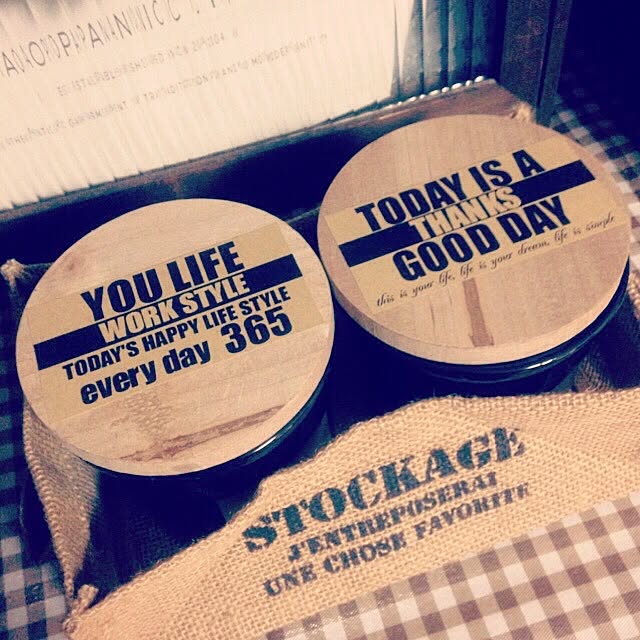 YOU LIFE
WORK STYLE
TODAY'S HAPPY LIFE STYLE
every day 365
TODAY IS A
THANKS
GOOD DAY
this is your life, life is your dream, life is simple
STOCKAGE
J'ENTREPOSERAI
UNE CHOSE FAVORITE